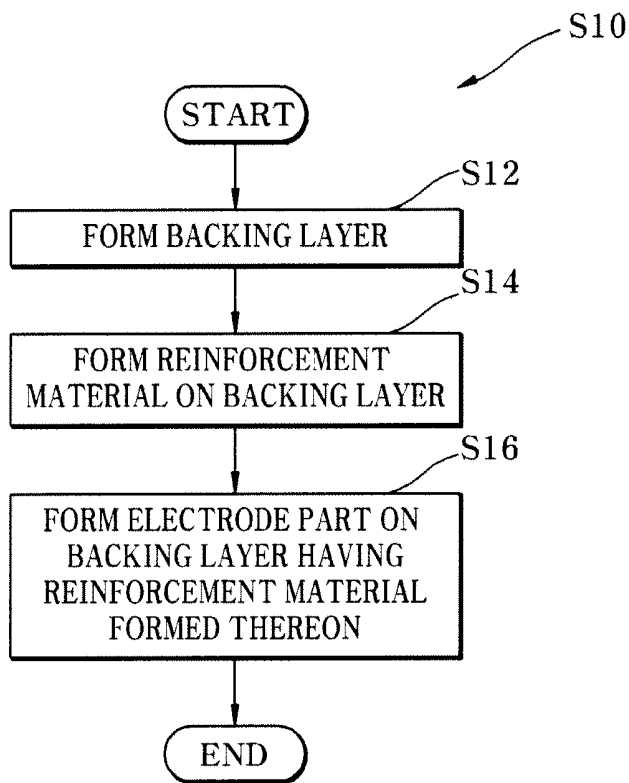 S10
START
S12
FORM BACKING LAYER
S14
FORM REINFORCEMENT
MATERIAL ON BACKING LAYER
S16
FORM ELECTRODE PART ON
BACKING LAYER HAVING
REINFORCEMENT MATERIAL
FORMED THEREON
END